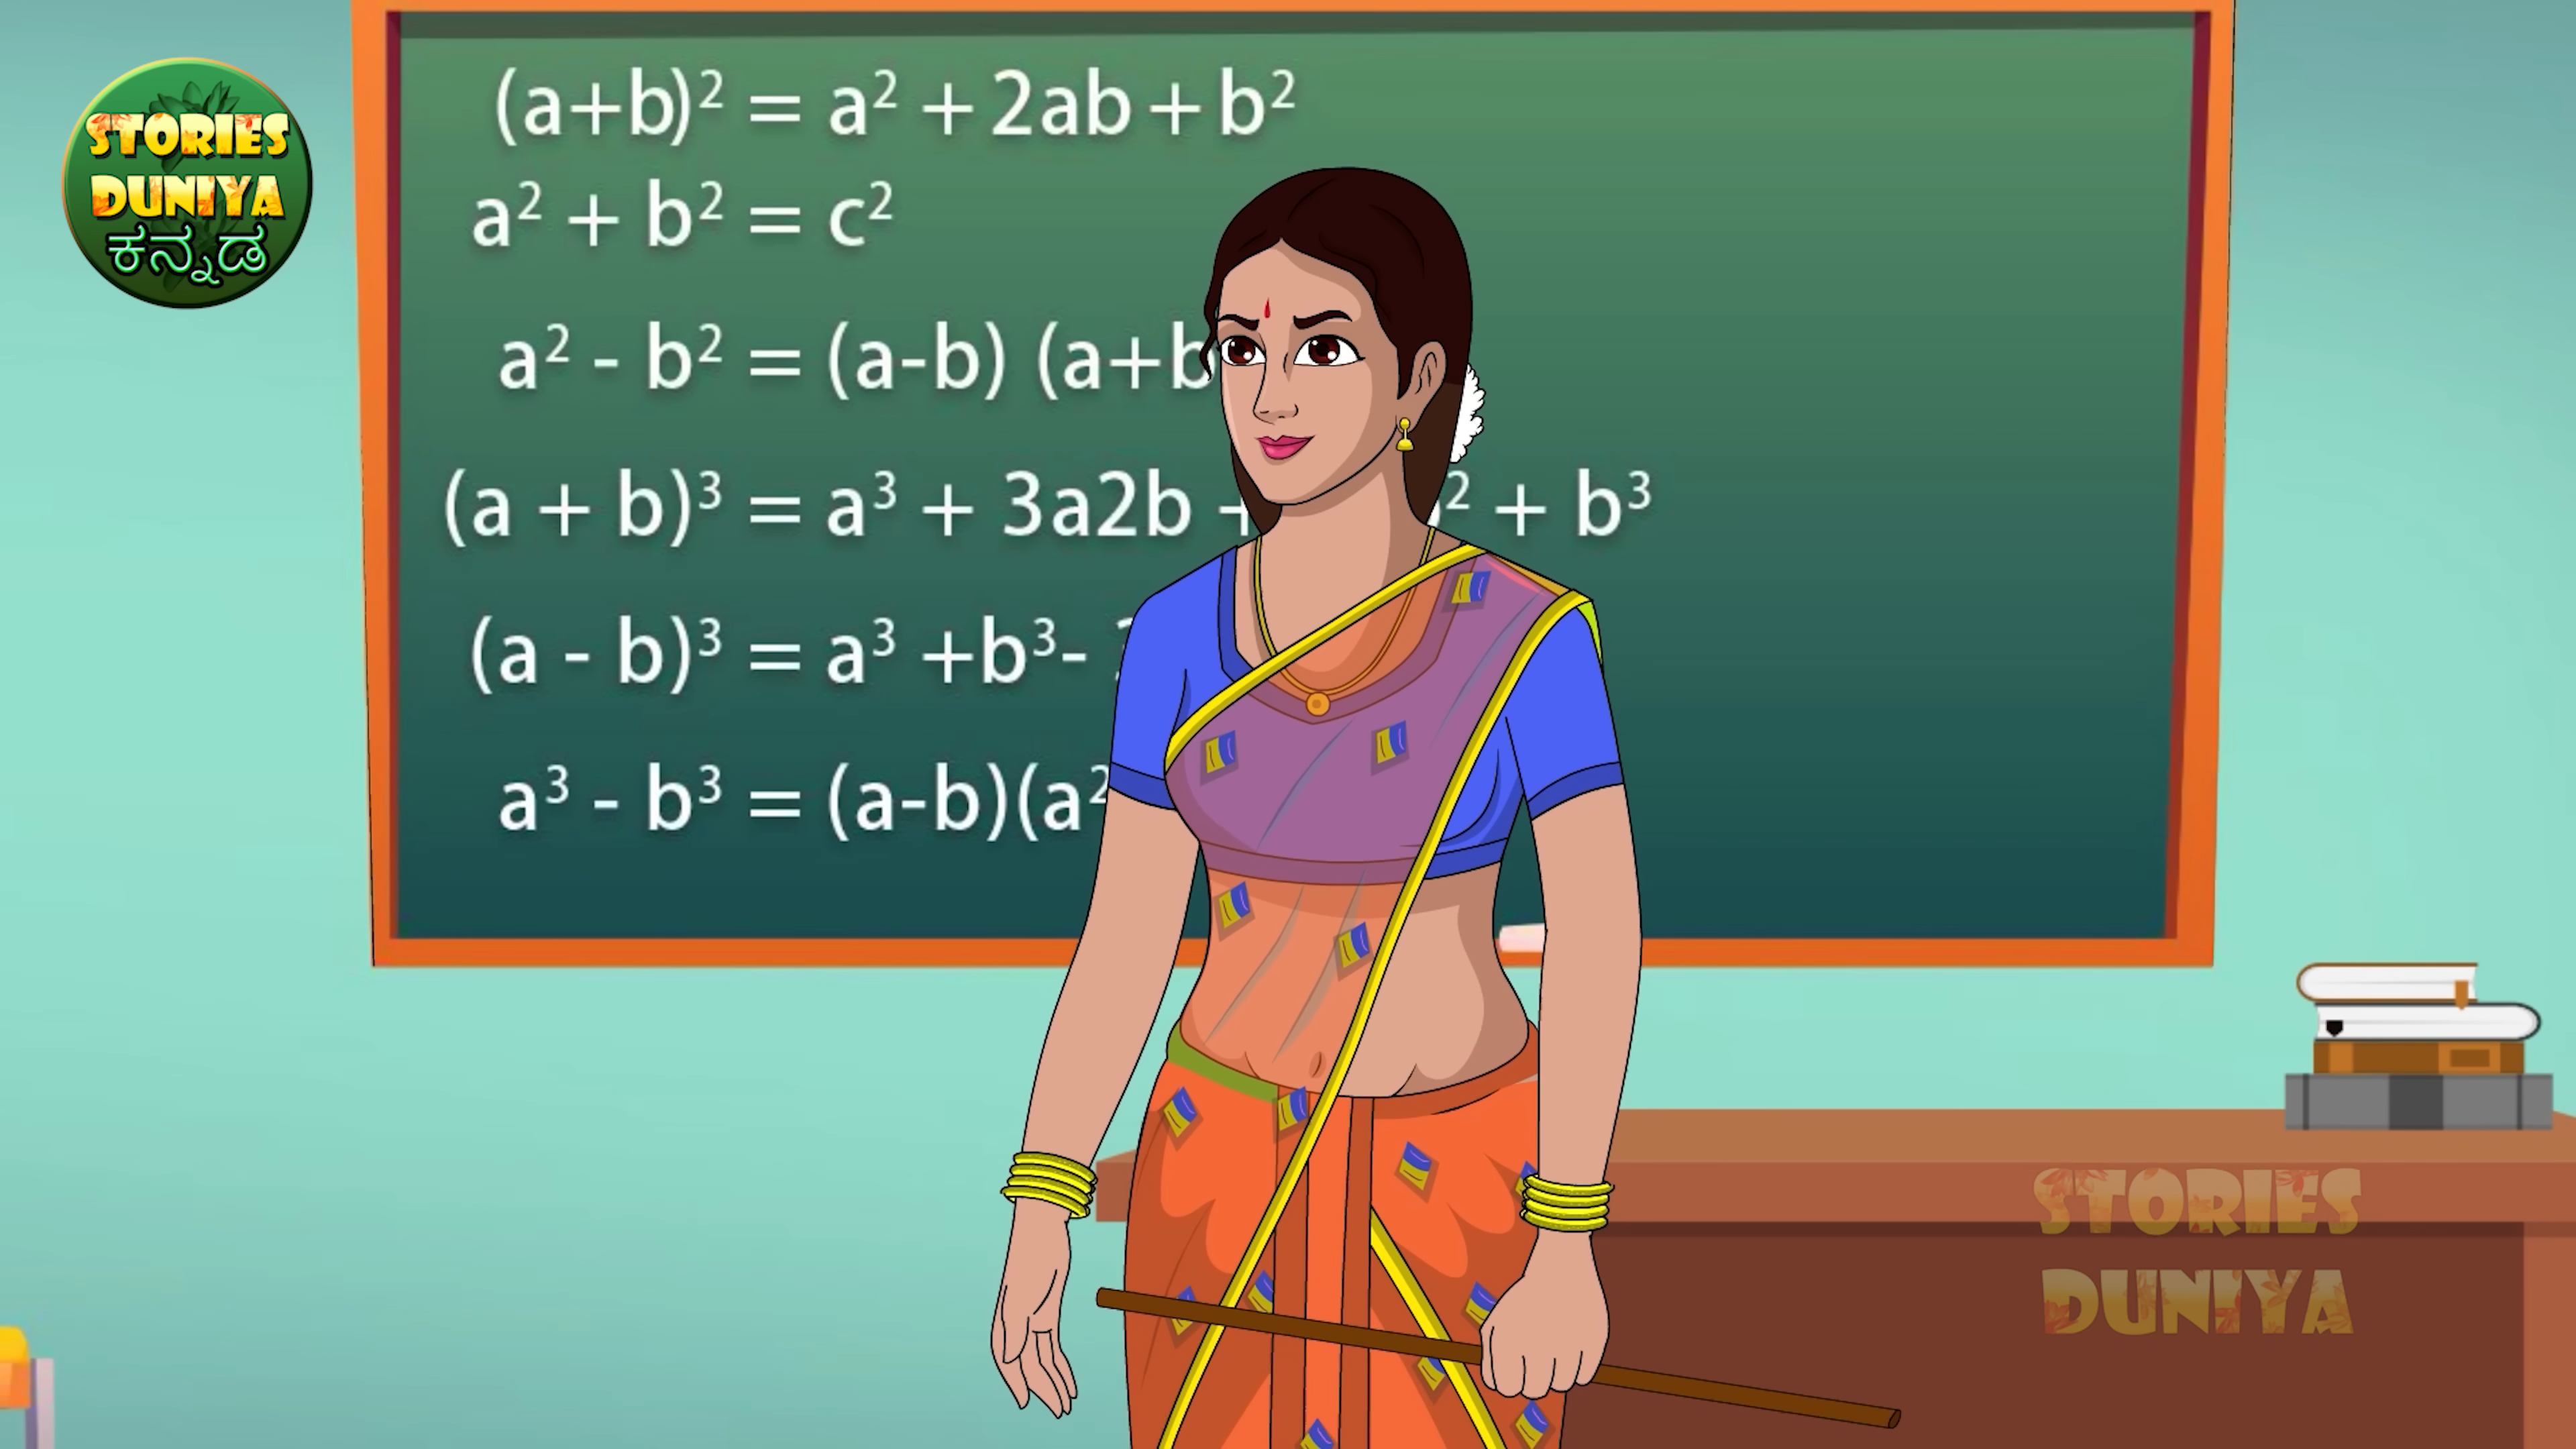 STORIES
DUNIYA
ಕನ್ನಡ
(a+b)² = a² + 2ab + b²
a² + b² = c²
a² - b² = (a-b) (a+b
(a + b)³ = a³ + 3a2b + ² + b³
(a - b)³ = a³ +b³-
a³ - b³ = (a-b)(a²
STORIES
DUNIYA